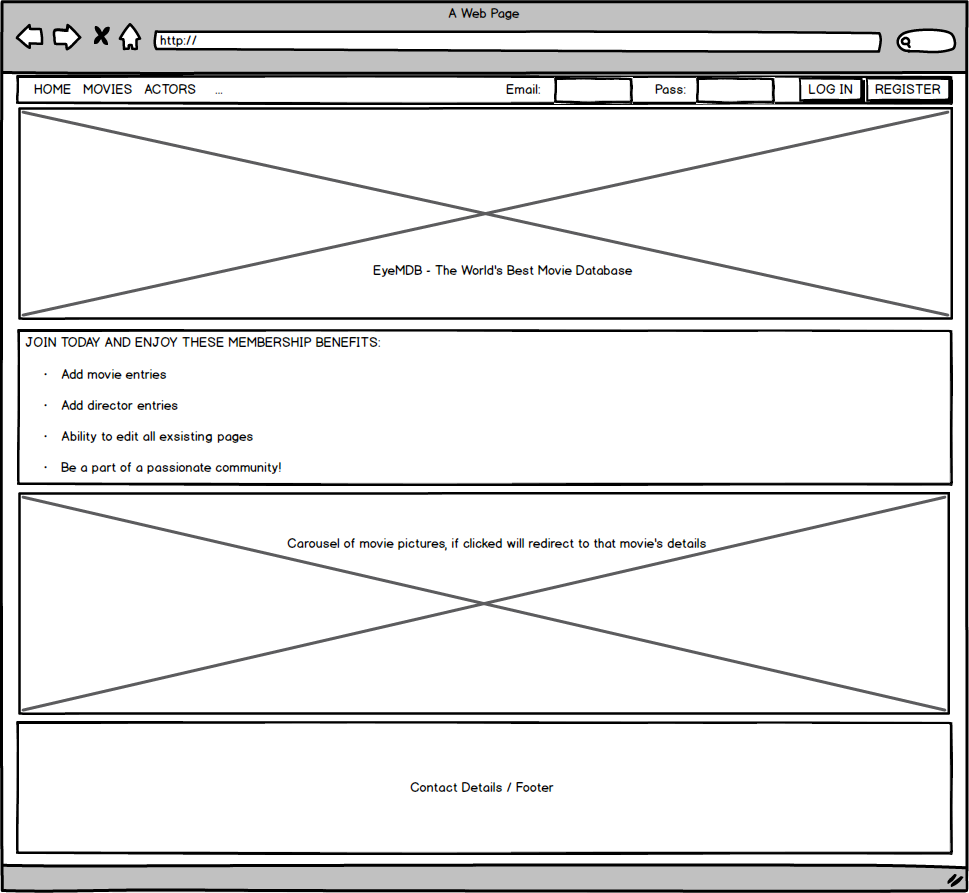 A Web Page
http://
HOME MOVIES ACTORS ... Email: Pass: LOG IN REGISTER
EyeMDB - The World's Best Movie Database
JOIN TODAY AND ENJOY THESE MEMBERSHIP BENEFITS:
· Add movie entries
· Add director entries
· Ability to edit all exsisting pages
· Be a part of a passionate community!
Carousel of movie pictures, if clicked will redirect to that movie's details
Contact Details / Footer